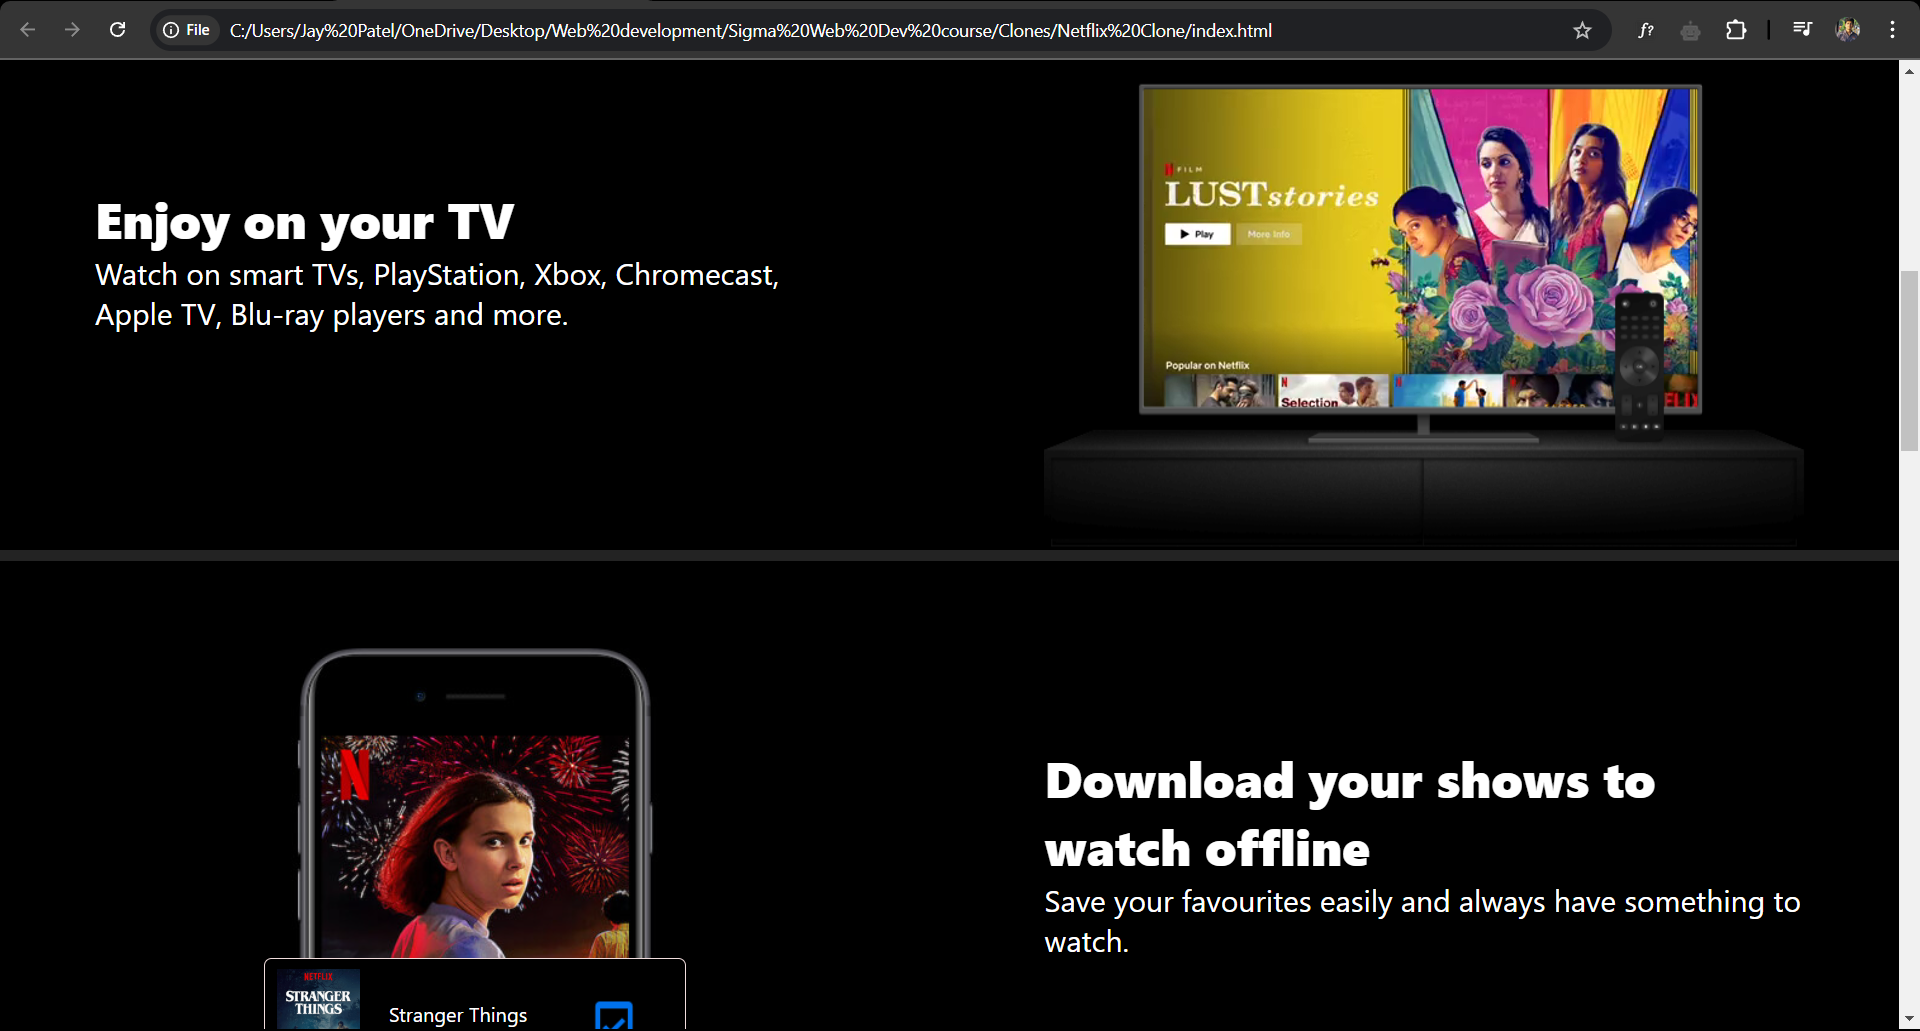 File
C:/Users/Jay%20Patel/OneDrive/Desktop/Web%20development/Sigma%20Web%20Dev%20course/Clones/Netflix%20Clone/index.html
f?
N FILM
LUST stories
Play
More Info
Enjoy on your TV
Watch on smart TVs, PlayStation, Xbox, Chromecast,
Apple TV, Blu-ray players and more.
Popular on Netflix
N
Selection
N
N
Download your shows to
watch offline
Save your favourites easily and always have something to
watch.
NETFLIX
STRANGER
THINGS
Stranger Things